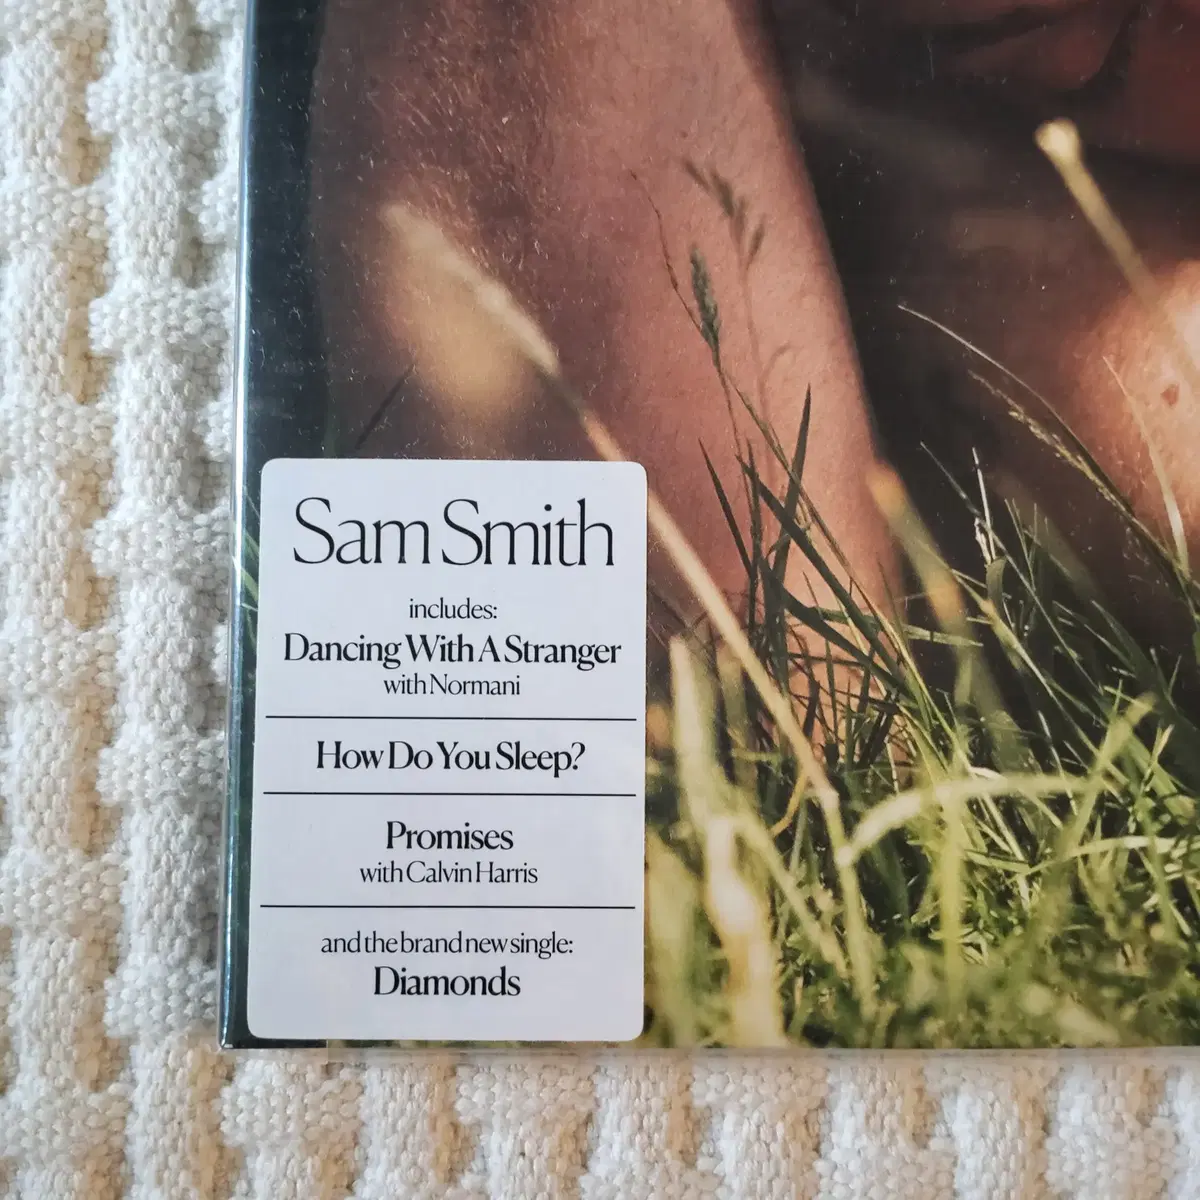 Sam Smith
includes:
Dancing With A Stranger
with Normani
How Do You Sleep?
Promises
with Calvin Harris
and the brand new single:
Diamonds